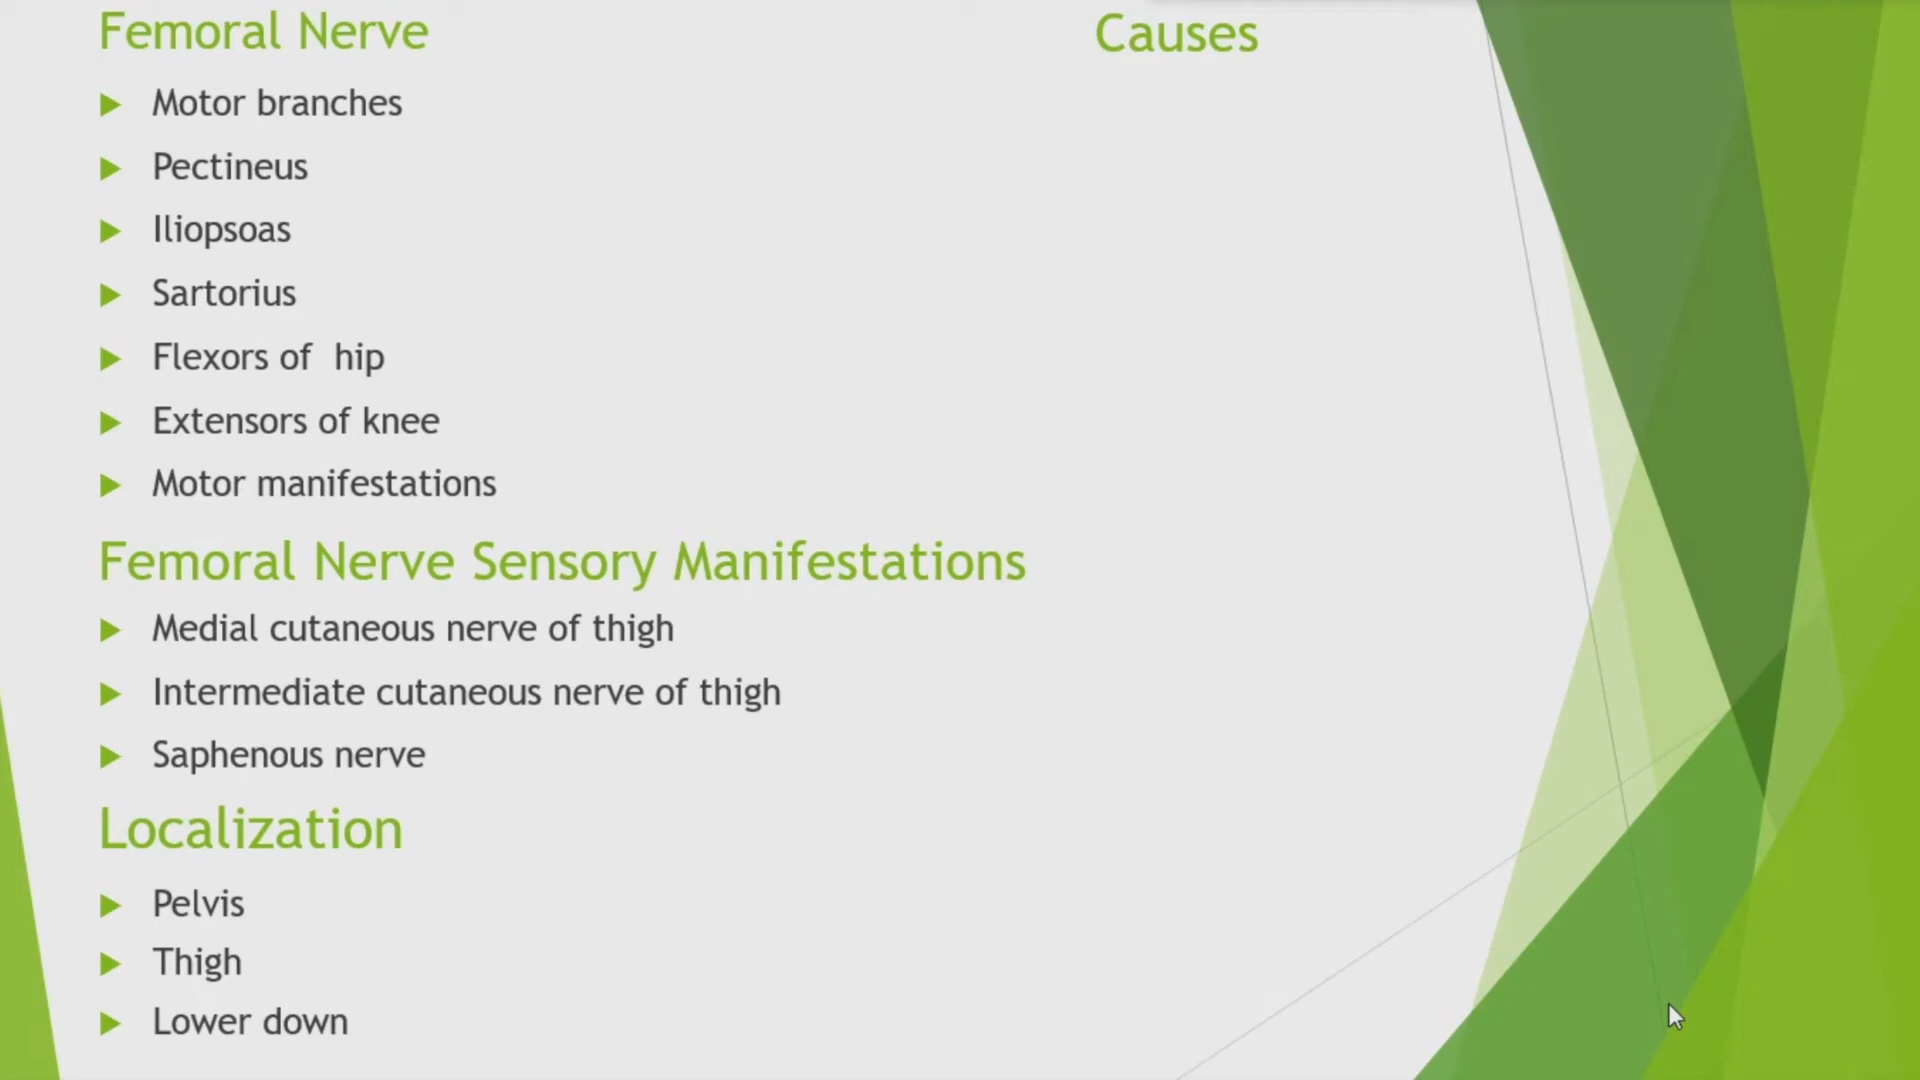 Femoral Nerve
Motor branches
Pectineus
Iliopsoas
Sartorius
Flexors of  hip
Extensors of knee
Motor manifestations
Femoral Nerve Sensory Manifestations
Medial cutaneous nerve of thigh
Intermediate cutaneous nerve of thigh
Saphenous nerve
Localization
Pelvis
Thigh
Lower down
Causes